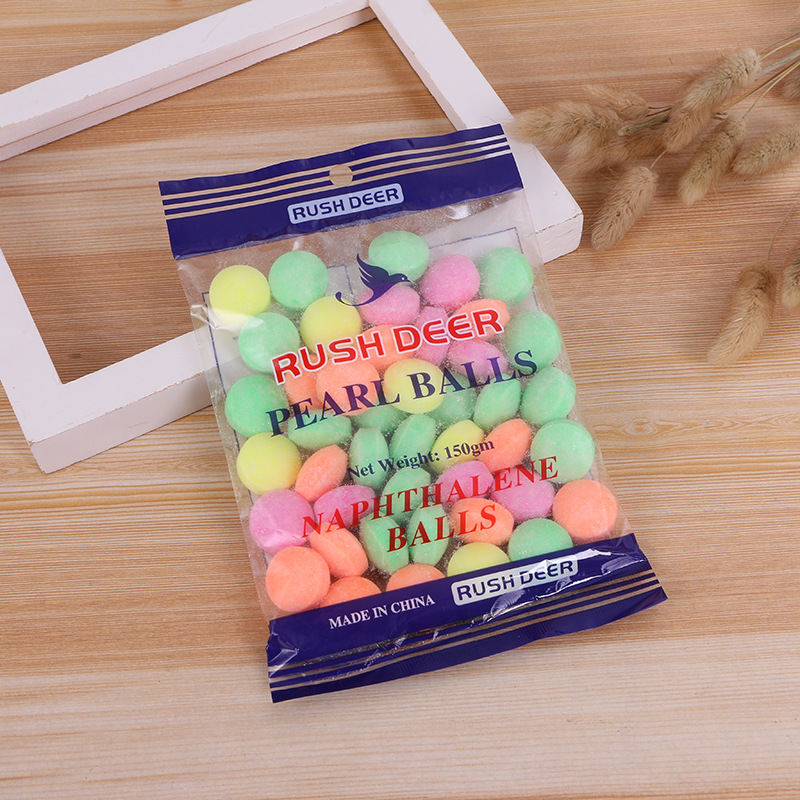 RUSH DEER
RUSH DEER
PEARL BALLS
Net Weight: 150gm
NAPHTHALENE
BALLS
MADE IN CHINA
RUSH DEER